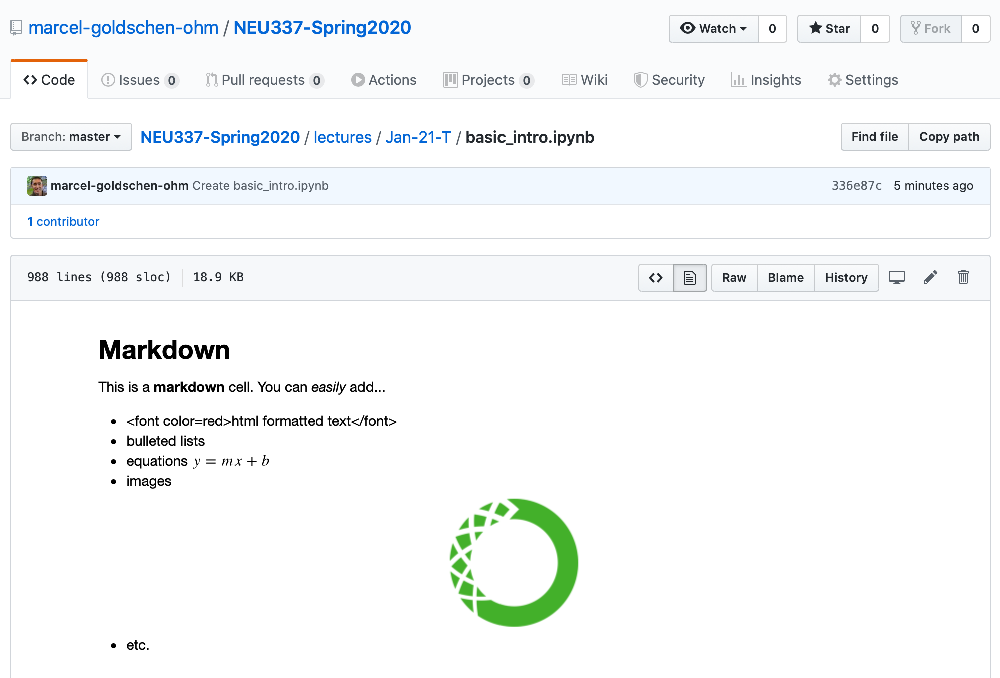 marcel-goldschen-ohm / NEU337-Spring2020 Watch 0 Star 0 Fork 0
Code Issues 0 Pull requests 0 Actions Projects 0 Wiki Security Insights Settings
Branch: master NEU337-Spring2020 / lectures / Jan-21-T / basic_intro.ipynb Find file Copy path
marcel-goldschen-ohm Create basic_intro.ipynb 336e87c 5 minutes ago
1 contributor
988 lines (988 sloc) 18.9 KB Raw Blame History
Markdown
This is a markdown cell. You can easily add...
• <font color=red>html formatted text</font>
• bulleted lists
• equations y = mx + b
• images
• etc.